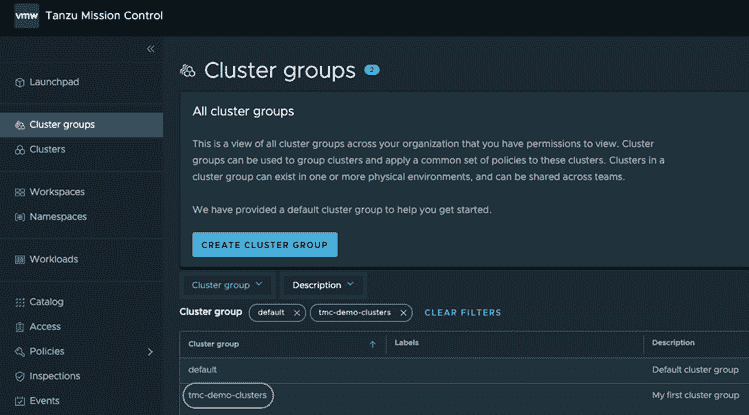 vmw Tanzu Mission Control
«
Launchpad
Cluster groups
Clusters
Workspaces
Namespaces
Workloads
Catalog
Access
Policies
Inspections
Events
Cluster groups 2
All cluster groups
This is a view of all cluster groups across your organization that you have permissions to view. Cluster
groups can be used to group clusters and apply a common set of policies to these clusters. Clusters in a
cluster group can exist in one or more physical environments, and can be shared across teams.
We have provided a default cluster group to help you get started.
CREATE CLUSTER GROUP
Cluster group Description
Cluster group default × tmc-demo-clusters × CLEAR FILTERS
Cluster group ↑ Labels Description
default Default cluster group
tmc-demo-clusters My first cluster group